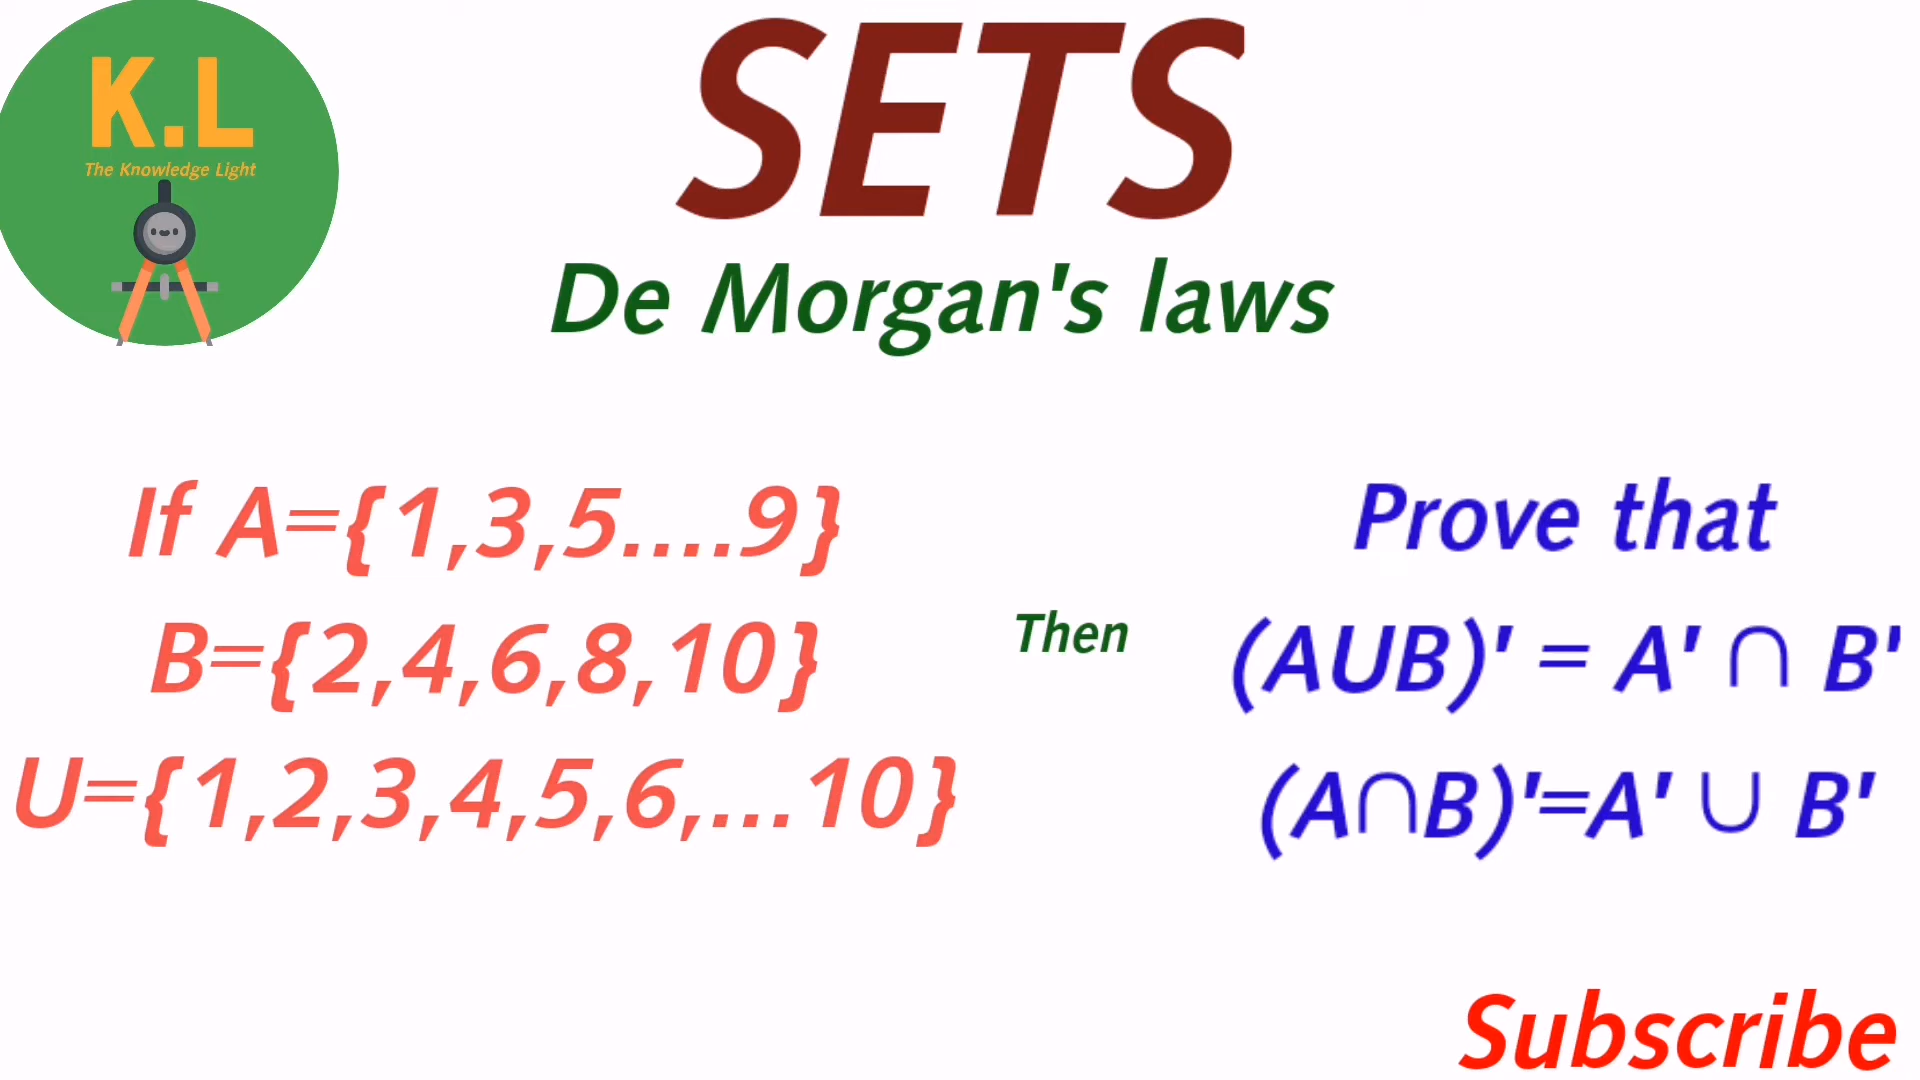 K.L
The Knowledge Light
SETS
De Morgan's laws
If A={1,3,5....9}
B={2,4,6,8,10}
U={1,2,3,4,5,6,...10}
Then
Prove that
(AUB)' = A' ∩ B'
(A∩B)'=A' ∪ B'
Subscribe